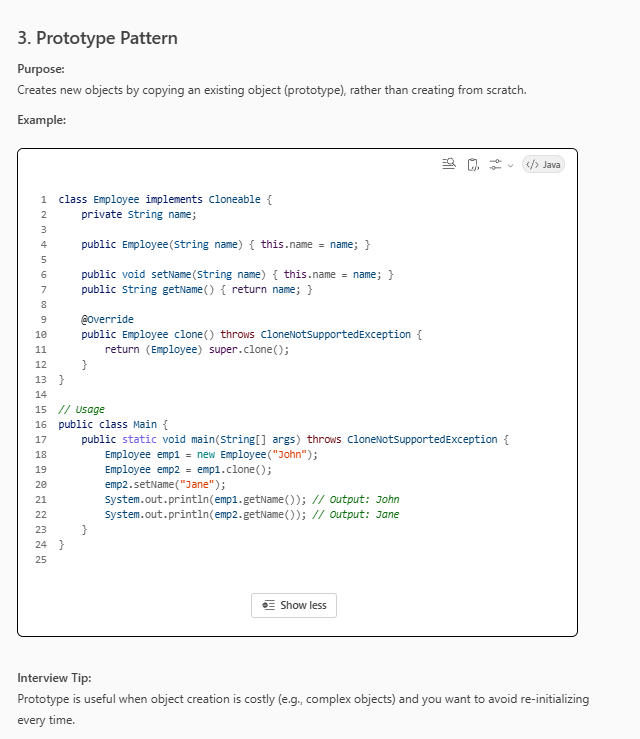 3. Prototype Pattern
Purpose:
Creates new objects by copying an existing object (prototype), rather than creating from scratch.
Example:
</> Java
1 class Employee implements Cloneable {
2     private String name;
3
4     public Employee(String name) { this.name = name; }
5
6     public void setName(String name) { this.name = name; }
7     public String getName() { return name; }
8
9     @Override
10     public Employee clone() throws CloneNotSupportedException {
11         return (Employee) super.clone();
12     }
13 }
14
15 // Usage
16 public class Main {
17     public static void main(String[] args) throws CloneNotSupportedException {
18         Employee emp1 = new Employee("John");
19         Employee emp2 = emp1.clone();
20         emp2.setName("Jane");
21         System.out.println(emp1.getName()); // Output: John
22         System.out.println(emp2.getName()); // Output: Jane
23     }
24 }
25
Show less
Interview Tip:
Prototype is useful when object creation is costly (e.g., complex objects) and you want to avoid re-initializing
every time.